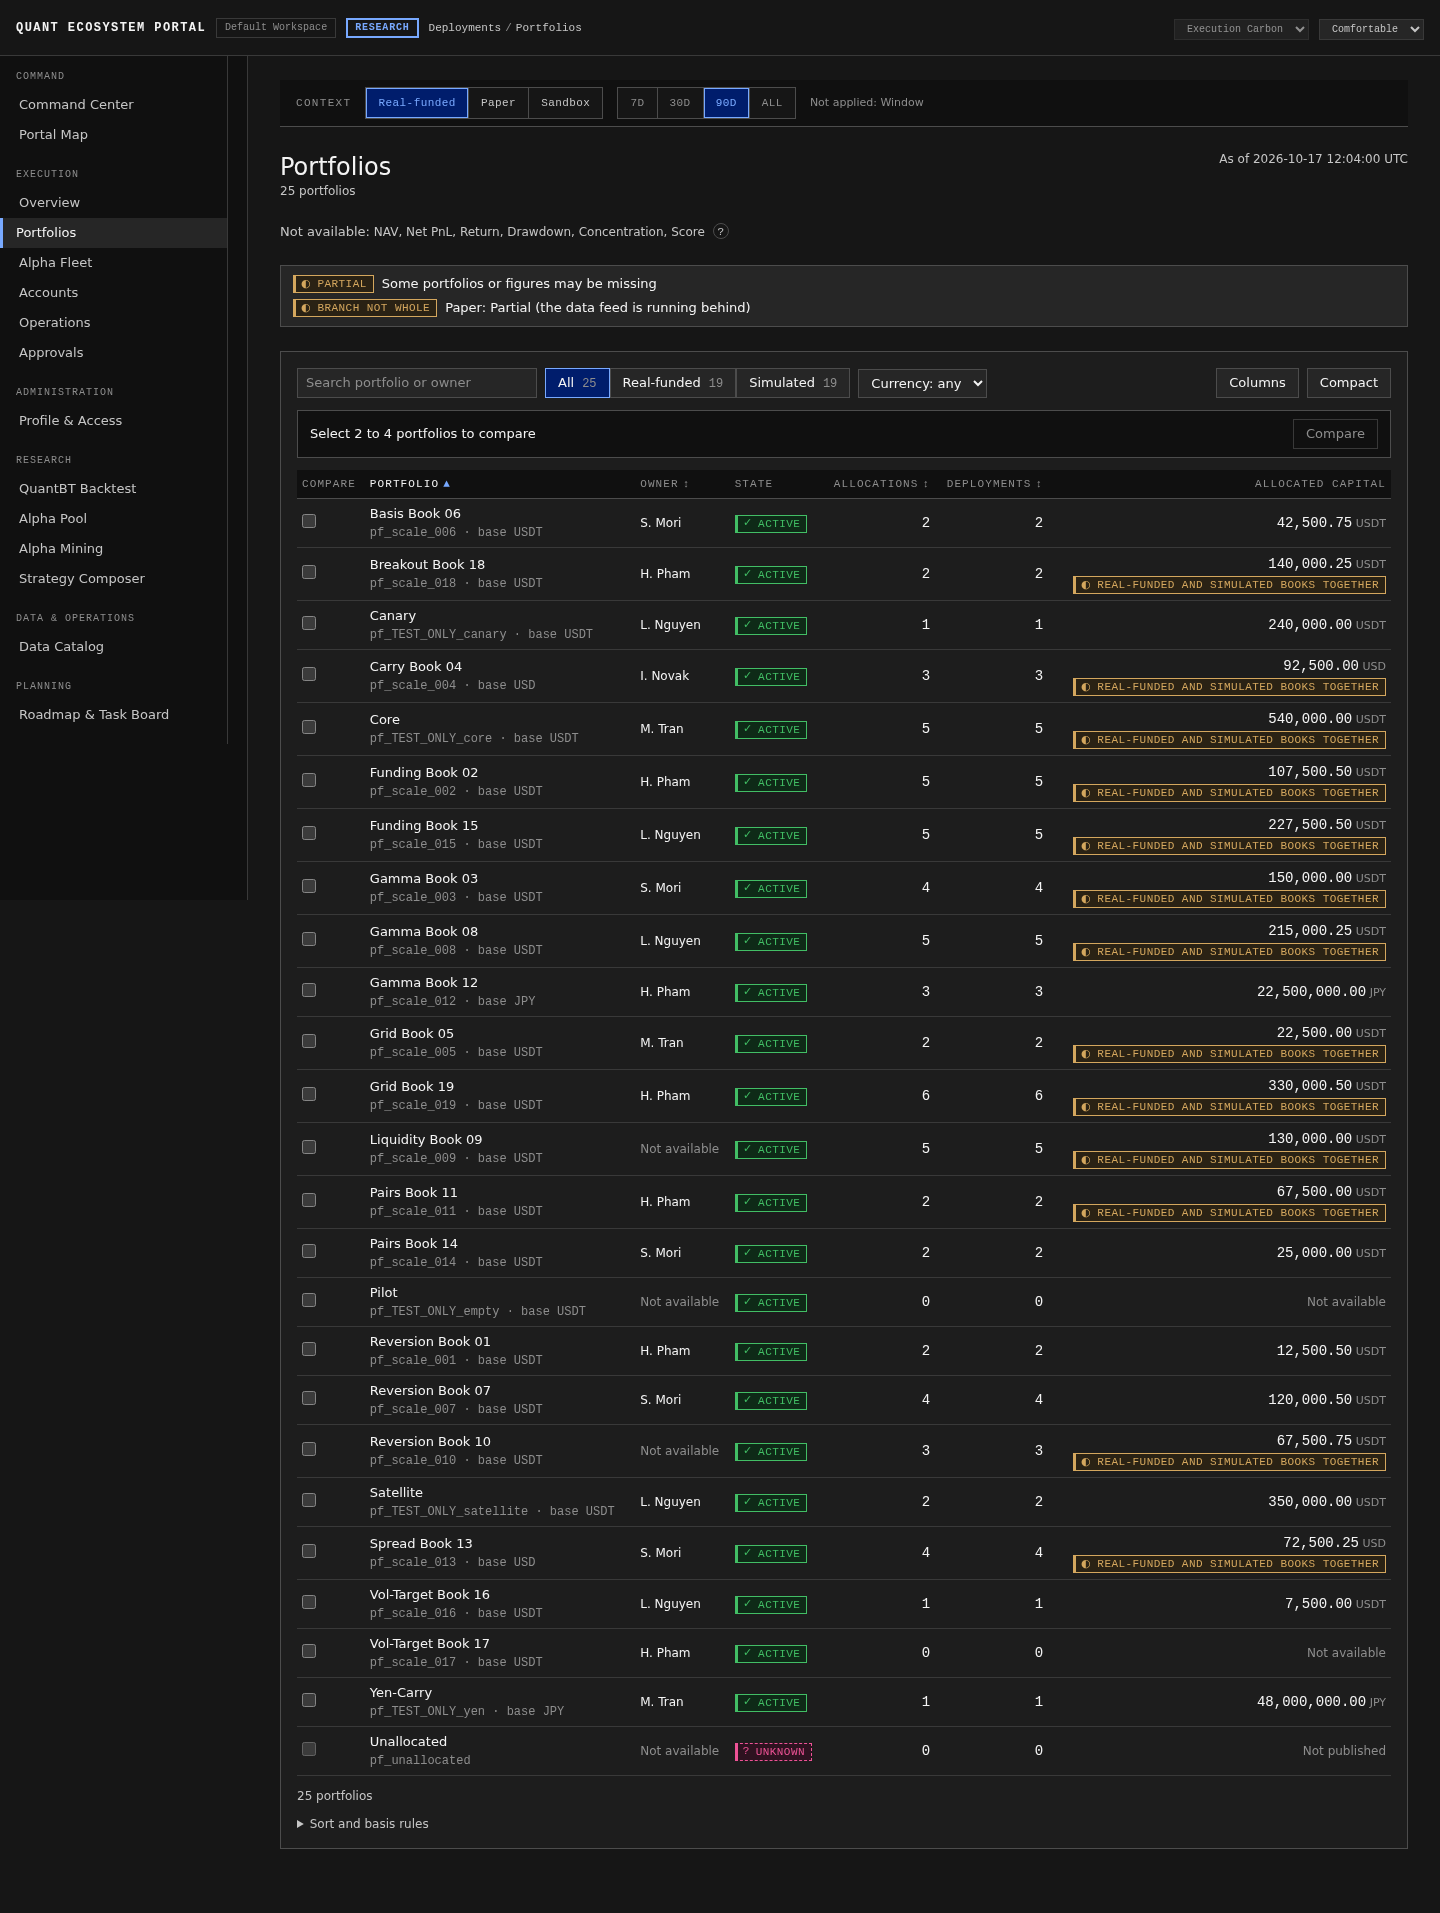 QUANT ECOSYSTEM PORTAL Default Workspace RESEARCH Deployments / Portfolios Execution Carbon Comfortable
COMMAND
Command Center
Portal Map
EXECUTION
Overview
Portfolios
Alpha Fleet
Accounts
Operations
Approvals
ADMINISTRATION
Profile & Access
RESEARCH
QuantBT Backtest
Alpha Pool
Alpha Mining
Strategy Composer
DATA & OPERATIONS
Data Catalog
PLANNING
Roadmap & Task Board
CONTEXT Real-funded Paper Sandbox 7D 30D 90D ALL Not applied: Window
Portfolios As of 2026-10-17 12:04:00 UTC
25 portfolios
Not available: NAV, Net PnL, Return, Drawdown, Concentration, Score ?
◐ PARTIAL Some portfolios or figures may be missing
◐ BRANCH NOT WHOLE Paper: Partial (the data feed is running behind)
Search portfolio or owner All 25 Real-funded 19 Simulated 19 Currency: any Columns Compact
Select 2 to 4 portfolios to compare Compare
COMPARE PORTFOLIO ▲ OWNER ↕ STATE ALLOCATIONS ↕ DEPLOYMENTS ↕ ALLOCATED CAPITAL
Basis Book 06
pf_scale_006 · base USDT S. Mori ✓ ACTIVE 2 2 42,500.75 USDT
Breakout Book 18 140,000.25 USDT
pf_scale_018 · base USDT H. Pham ✓ ACTIVE 2 2 ◐ REAL-FUNDED AND SIMULATED BOOKS TOGETHER
Canary
pf_TEST_ONLY_canary · base USDT L. Nguyen ✓ ACTIVE 1 1 240,000.00 USDT
Carry Book 04 92,500.00 USD
pf_scale_004 · base USD I. Novak ✓ ACTIVE 3 3 ◐ REAL-FUNDED AND SIMULATED BOOKS TOGETHER
Core 540,000.00 USDT
pf_TEST_ONLY_core · base USDT M. Tran ✓ ACTIVE 5 5 ◐ REAL-FUNDED AND SIMULATED BOOKS TOGETHER
Funding Book 02 107,500.50 USDT
pf_scale_002 · base USDT H. Pham ✓ ACTIVE 5 5 ◐ REAL-FUNDED AND SIMULATED BOOKS TOGETHER
Funding Book 15 227,500.50 USDT
pf_scale_015 · base USDT L. Nguyen ✓ ACTIVE 5 5 ◐ REAL-FUNDED AND SIMULATED BOOKS TOGETHER
Gamma Book 03 150,000.00 USDT
pf_scale_003 · base USDT S. Mori ✓ ACTIVE 4 4 ◐ REAL-FUNDED AND SIMULATED BOOKS TOGETHER
Gamma Book 08 215,000.25 USDT
pf_scale_008 · base USDT L. Nguyen ✓ ACTIVE 5 5 ◐ REAL-FUNDED AND SIMULATED BOOKS TOGETHER
Gamma Book 12
pf_scale_012 · base JPY H. Pham ✓ ACTIVE 3 3 22,500,000.00 JPY
Grid Book 05 22,500.00 USDT
pf_scale_005 · base USDT M. Tran ✓ ACTIVE 2 2 ◐ REAL-FUNDED AND SIMULATED BOOKS TOGETHER
Grid Book 19 330,000.50 USDT
pf_scale_019 · base USDT H. Pham ✓ ACTIVE 6 6 ◐ REAL-FUNDED AND SIMULATED BOOKS TOGETHER
Liquidity Book 09 130,000.00 USDT
pf_scale_009 · base USDT Not available ✓ ACTIVE 5 5 ◐ REAL-FUNDED AND SIMULATED BOOKS TOGETHER
Pairs Book 11 67,500.00 USDT
pf_scale_011 · base USDT H. Pham ✓ ACTIVE 2 2 ◐ REAL-FUNDED AND SIMULATED BOOKS TOGETHER
Pairs Book 14
pf_scale_014 · base USDT S. Mori ✓ ACTIVE 2 2 25,000.00 USDT
Pilot
pf_TEST_ONLY_empty · base USDT Not available ✓ ACTIVE 0 0 Not available
Reversion Book 01
pf_scale_001 · base USDT H. Pham ✓ ACTIVE 2 2 12,500.50 USDT
Reversion Book 07
pf_scale_007 · base USDT S. Mori ✓ ACTIVE 4 4 120,000.50 USDT
Reversion Book 10 67,500.75 USDT
pf_scale_010 · base USDT Not available ✓ ACTIVE 3 3 ◐ REAL-FUNDED AND SIMULATED BOOKS TOGETHER
Satellite
pf_TEST_ONLY_satellite · base USDT L. Nguyen ✓ ACTIVE 2 2 350,000.00 USDT
Spread Book 13 72,500.25 USD
pf_scale_013 · base USD S. Mori ✓ ACTIVE 4 4 ◐ REAL-FUNDED AND SIMULATED BOOKS TOGETHER
Vol-Target Book 16
pf_scale_016 · base USDT L. Nguyen ✓ ACTIVE 1 1 7,500.00 USDT
Vol-Target Book 17
pf_scale_017 · base USDT H. Pham ✓ ACTIVE 0 0 Not available
Yen-Carry
pf_TEST_ONLY_yen · base JPY M. Tran ✓ ACTIVE 1 1 48,000,000.00 JPY
Unallocated
pf_unallocated Not available ? UNKNOWN 0 0 Not published
25 portfolios
▶ Sort and basis rules